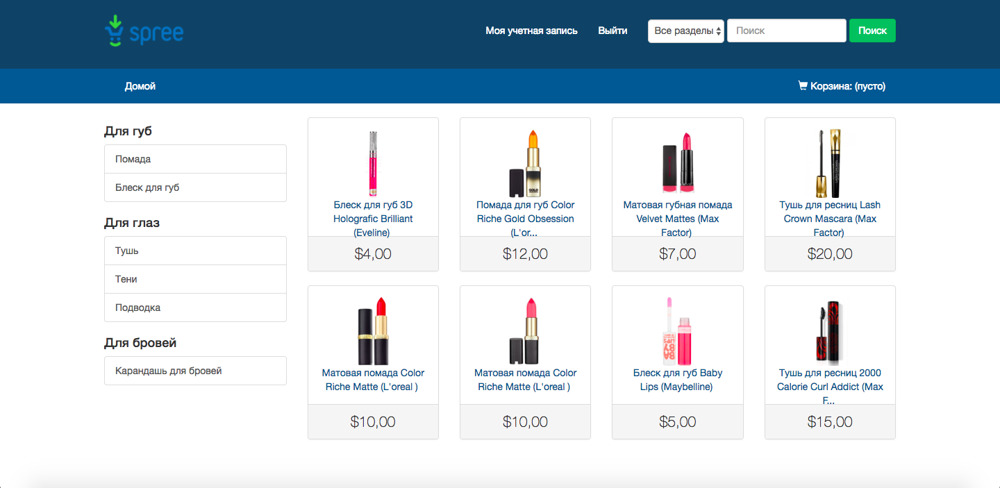 spree
Моя учетная запись
Выйти
Все разделы
Поиск
Поиск
Домой
Корзина: (пусто)
Для губ
Помада
Блеск для губ
Для глаз
Тушь
Тени
Подводка
Для бровей
Карандашь для бровей
Блеск для губ 3D
Holografic Brilliant
(Eveline)
$4,00
GOLD
Помада для губ Color
Riche Gold Obsession
(L'or...
$12,00
Матовая губная помада
Velvet Mattes (Max
Factor)
$7,00
Тушь для ресниц Lash
Crown Mascara (Max
Factor)
$20,00
Матовая помада Color
Riche Matte (L'oreal )
$10,00
Матовая помада Color
Riche Matte (L'oreal )
$10,00
BABY
LIPS
Блеск для губ Baby
Lips (Maybelline)
$5,00
Тушь для ресниц 2000
Calorie Curl Addict (Max
F...
$15,00